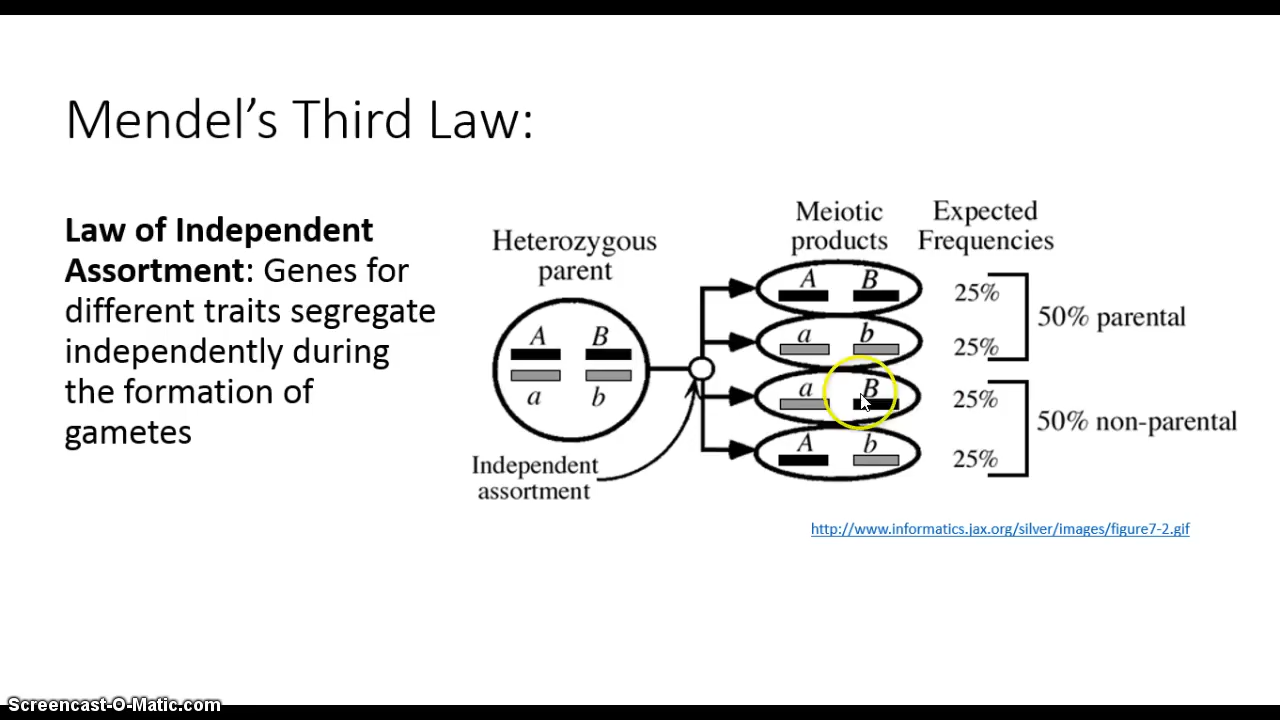 Mendel's Third Law:
Law of Independent
Assortment: Genes for
different traits segregate
independently during
the formation of
gametes
Heterozygous
parent
A B
a b
Independent
assortment
Meiotic
products
A B
a b
a B
A b
Expected
Frequencies
25%
25%
25%
25%
50% parental
50% non-parental
http://www.informatics.jax.org/silver/images/figure7-2.gif
Screencast-O-Matic.com